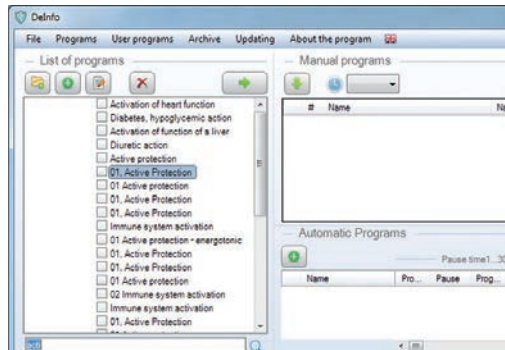 DeInfo
File Programs User programs Archive Updating About the program
List of programs
Activation of heart function
Diabetes, hypoglycemic action
Activation of function of a liver
Diuretic action
Active protection
01, Active Protection
01 Active protection
01, Active Protection
01, Active Protection
Immune system activation
01 Active protection - energotonic
01, Active Protection
01, Active Protection
01 Active protection
02 Immune system activation
Immune system activation
01, Active Protection
Manual programs
# Name
Automatic Programs
Pause time1...30
Name Pro... Pause Prog...